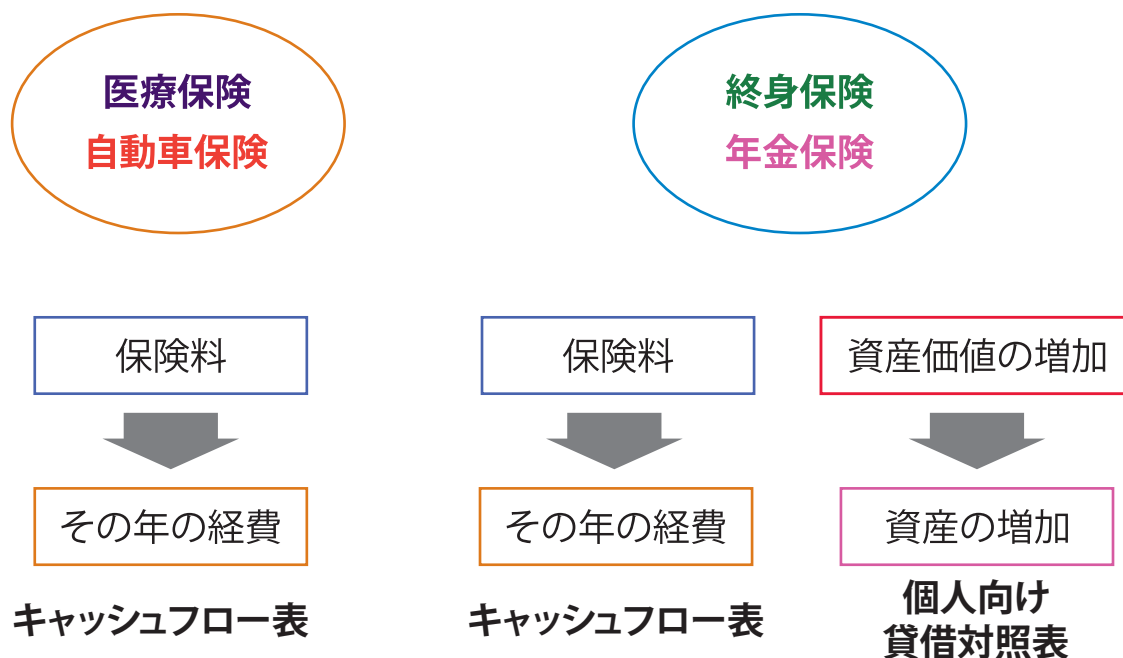 医療保険
自動車保険
終身保険
年金保険
保険料
保険料
資産価値の増加
その年の経費
その年の経費
資産の増加
キャッシュフロー表
キャッシュフロー表
個人向け
貸借対照表